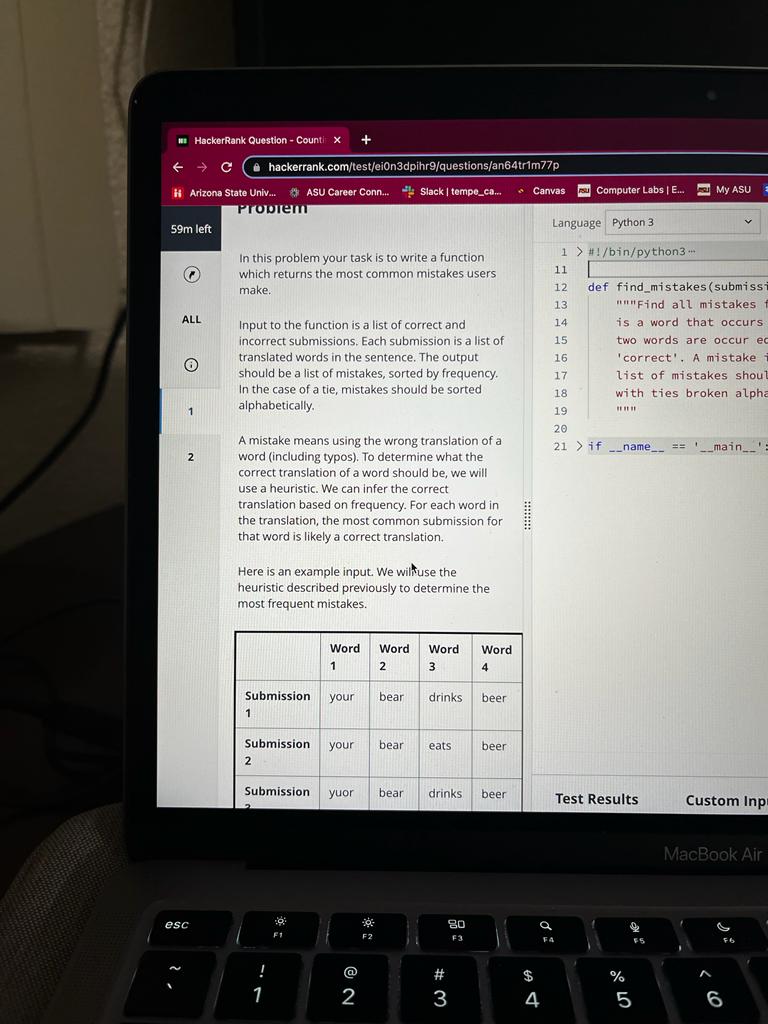 HackerRank Question - Counti
hackerrank.com/test/ei0n3dpihr9/questions/an64tr1m77p
Arizona State Univ... ASU Career Conn... Slack | tempe_ca... Canvas ASU Computer Labs | E... ASU My ASU
59m left
ALL
1
2
Problem
In this problem your task is to write a function
which returns the most common mistakes users
make.
Input to the function is a list of correct and
incorrect submissions. Each submission is a list of
translated words in the sentence. The output
should be a list of mistakes, sorted by frequency.
In the case of a tie, mistakes should be sorted
alphabetically.
A mistake means using the wrong translation of a
word (including typos). To determine what the
correct translation of a word should be, we will
use a heuristic. We can infer the correct
translation based on frequency. For each word in
the translation, the most common submission for
that word is likely a correct translation.
Here is an example input. We will use the
heuristic described previously to determine the
most frequent mistakes.
Word 1 Word 2 Word 3 Word 4
Submission 1 your bear drinks beer
Submission 2 your bear eats beer
Submission 3 yuor bear drinks beer
Language Python 3
1 > #!/bin/python3...
11
12 def find_mistakes(submissi
13 """Find all mistakes f
14 is a word that occurs
15 two words are occur eq
16 'correct'. A mistake i
17 list of mistakes shoul
18 with ties broken alpha
19 """
20
21 > if __name__ == '__main__':
Test Results Custom Inpu
MacBook Air
esc F1 F2 F3 F4 F5 F6
~ ! @ # $ % ^
` 1 2 3 4 5 6